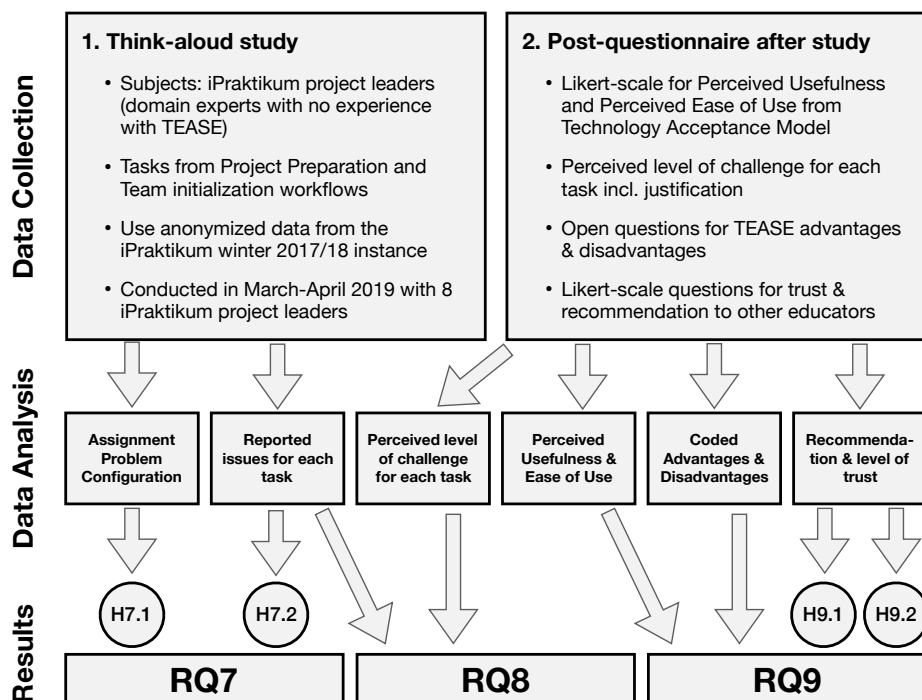 Data Collection
1. Think-aloud study
• Subjects: iPraktikum project leaders
(domain experts with no experience
with TEASE)
• Tasks from Project Preparation and
Team initialization workflows
• Use anonymized data from the
iPraktikum winter 2017/18 instance
• Conducted in March-April 2019 with 8
iPraktikum project leaders
2. Post-questionnaire after study
• Likert-scale for Perceived Usefulness
and Perceived Ease of Use from
Technology Acceptance Model
• Perceived level of challenge for each
task incl. justification
• Open questions for TEASE advantages
& disadvantages
• Likert-scale questions for trust &
recommendation to other educators
Data Analysis
Assignment
Problem
Configuration
Reported
issues for each
task
Perceived level
of challenge
for each task
Perceived
Usefulness &
Ease of Use
Coded
Advantages &
Disadvantages
Recommenda-
tion & level of
trust
Results
H7.1
H7.2
H9.1
H9.2
RQ7
RQ8
RQ9